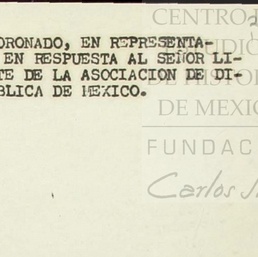 CENTRO
ORONADO, EN REPRESENTA-
EN RESPUESTA AL SEÑOR LI-
TE DE LA ASOCIACION DE DI-
BLICA DE MEXICO.
DE MEXIC
FUNDAC
Carlos